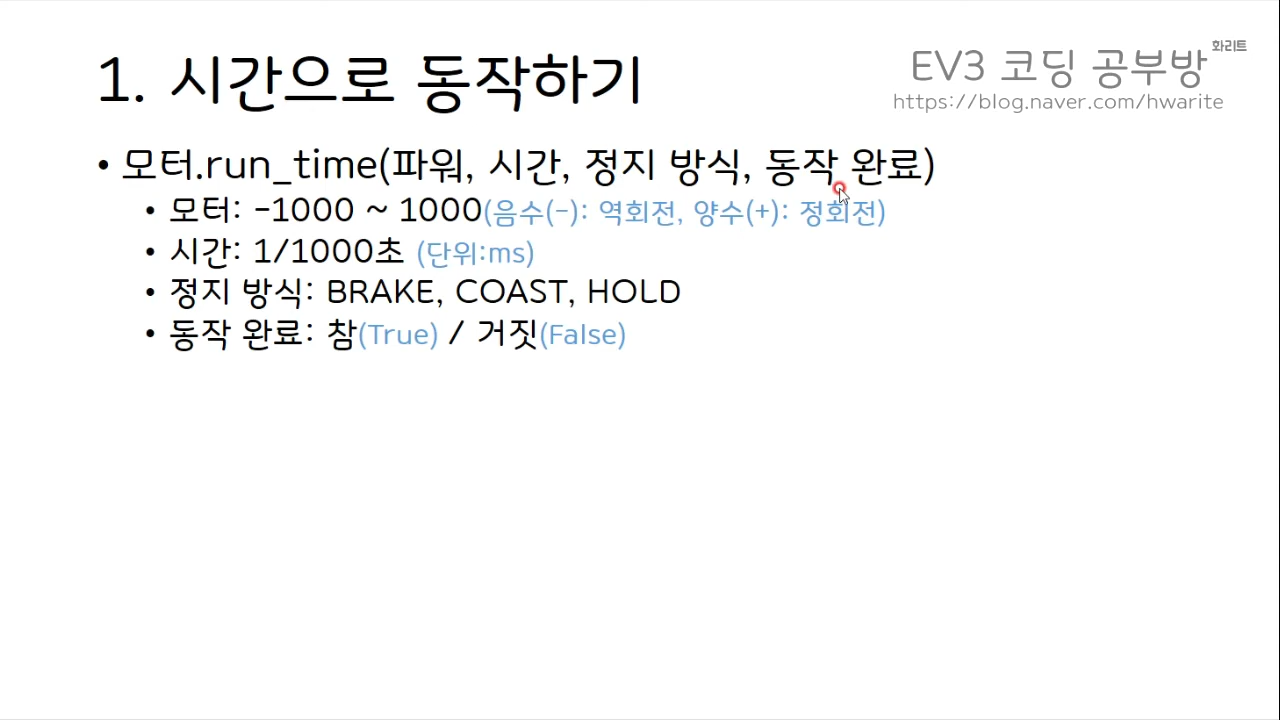 1. 시간으로 동작하기
EV3 코딩 공부방 화리트
https://blog.naver.com/hwarite
• 모터.run_time(파워, 시간, 정지 방식, 동작 완료)
• 모터: -1000 ~ 1000(음수(-): 역회전, 양수(+): 정회전)
• 시간: 1/1000초 (단위:ms)
• 정지 방식: BRAKE, COAST, HOLD
• 동작 완료: 참(True) / 거짓(False)